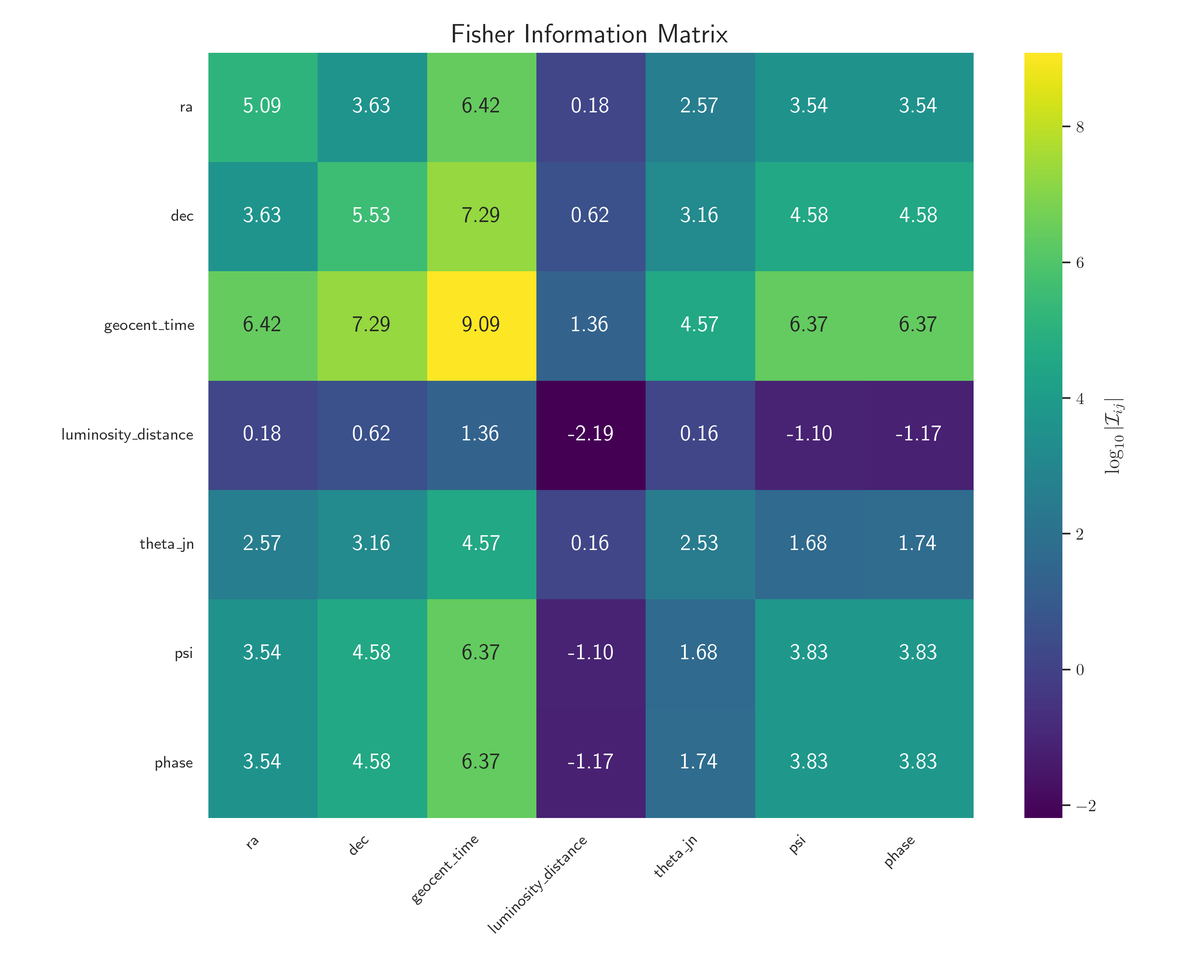 Fisher Information Matrix
ra 5.09 3.63 6.42 0.18 2.57 3.54 3.54
dec 3.63 5.53 7.29 0.62 3.16 4.58 4.58
geocent_time 6.42 7.29 9.09 1.36 4.57 6.37 6.37
luminosity_distance 0.18 0.62 1.36 -2.19 0.16 -1.10 -1.17
theta_jn 2.57 3.16 4.57 0.16 2.53 1.68 1.74
psi 3.54 4.58 6.37 -1.10 1.68 3.83 3.83
phase 3.54 4.58 6.37 -1.17 1.74 3.83 3.83
ra dec geocent_time luminosity_distance theta_jn psi phase
8
6
4
2
0
−2
log₁₀ |ℐᵢⱼ|